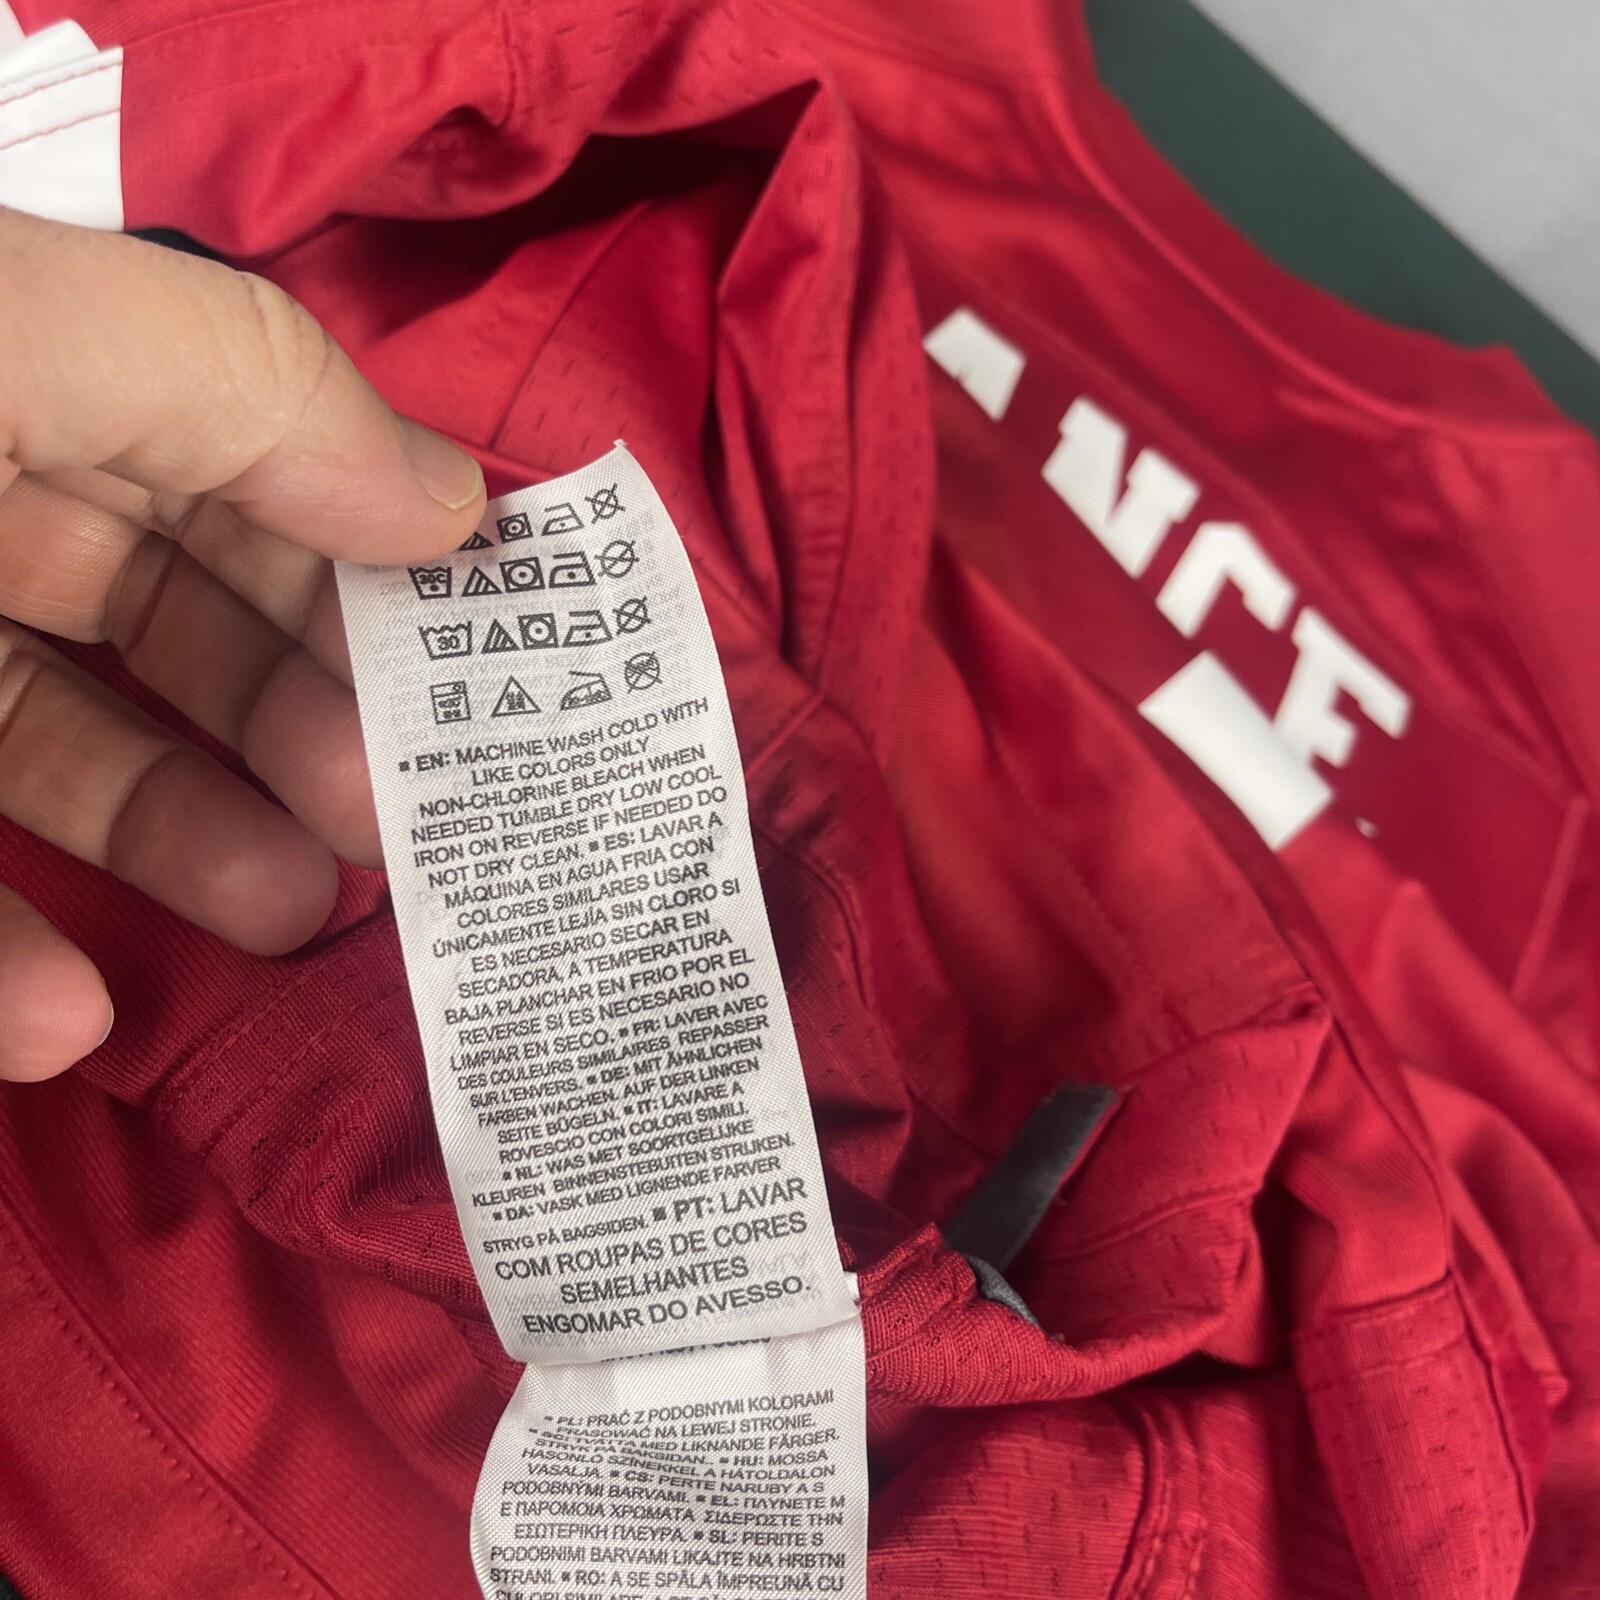 ANCE
30C
30
■ EN: MACHINE WASH COLD WITH
LIKE COLORS ONLY
NON-CHLORINE BLEACH WHEN
NEEDED TUMBLE DRY LOW COOL
IRON ON REVERSE IF NEEDED DO
NOT DRY CLEAN. ■ ES: LAVAR A
MÁQUINA EN AGUA FRIA CON
COLORES SIMILARES USAR
ÚNICAMENTE LEJÍA SIN CLORO SI
ES NECESARIO SECAR EN
SECADORA, A TEMPERATURA
BAJA PLANCHAR EN FRIO POR EL
REVERSE SI ES NECESARIO NO
LIMPIAR EN SECO. ■ FR: LAVER AVEC
DES COULEURS SIMILAIRES REPASSER
SUR L'ENVERS. ■ DE: MIT ÄHNLICHEN
FARBEN WACHEN. AUF DER LINKEN
SEITE BÜGELN. ■ IT: LAVARE A
ROVESCIO CON COLORI SIMILI.
■ NL: WAS MET SOORTGELIJKE
KLEUREN BINNENSTEBUITEN STRIJKEN.
■ DA: VASK MED LIGNENDE FARVER
STRYG PÅ BAGSIDEN. ■ PT: LAVAR
COM ROUPAS DE CORES
SEMELHANTES
ENGOMAR DO AVESSO.
■ PL: PRAĆ Z PODOBNYMI KOLORAMI
PRASOWAĆ NA LEWEJ STRONIE.
TVÄTTA MED LIKNANDE FÄRGER.
STRYK PÅ BAKSIDAN.. ■ HU: MOSSA
HASONLO SZÍNEKKEL A HÁTOLDALON
VASALJA. ■ CS: PERTE NARUBY A S
PODOBNYMI BARVAMI. ■ EL: ΠΛΥΝΕΤΕ Μ
Ε ΠΑΡΟΜΟΙΑ ΧΡΩΜΑΤΑ ΣΙΔΕΡΩΣΤΕ ΤΗΝ
ΕΣΩΤΕΡΙΚΗ ΠΛΕΥΡΑ. ■ SL: PERITE S
PODOBNIMI BARVAMI LIKAJTE NA HRBTNI
STRANI. ■ RO: A SE SPĂLA ÎMPREUNĂ CU